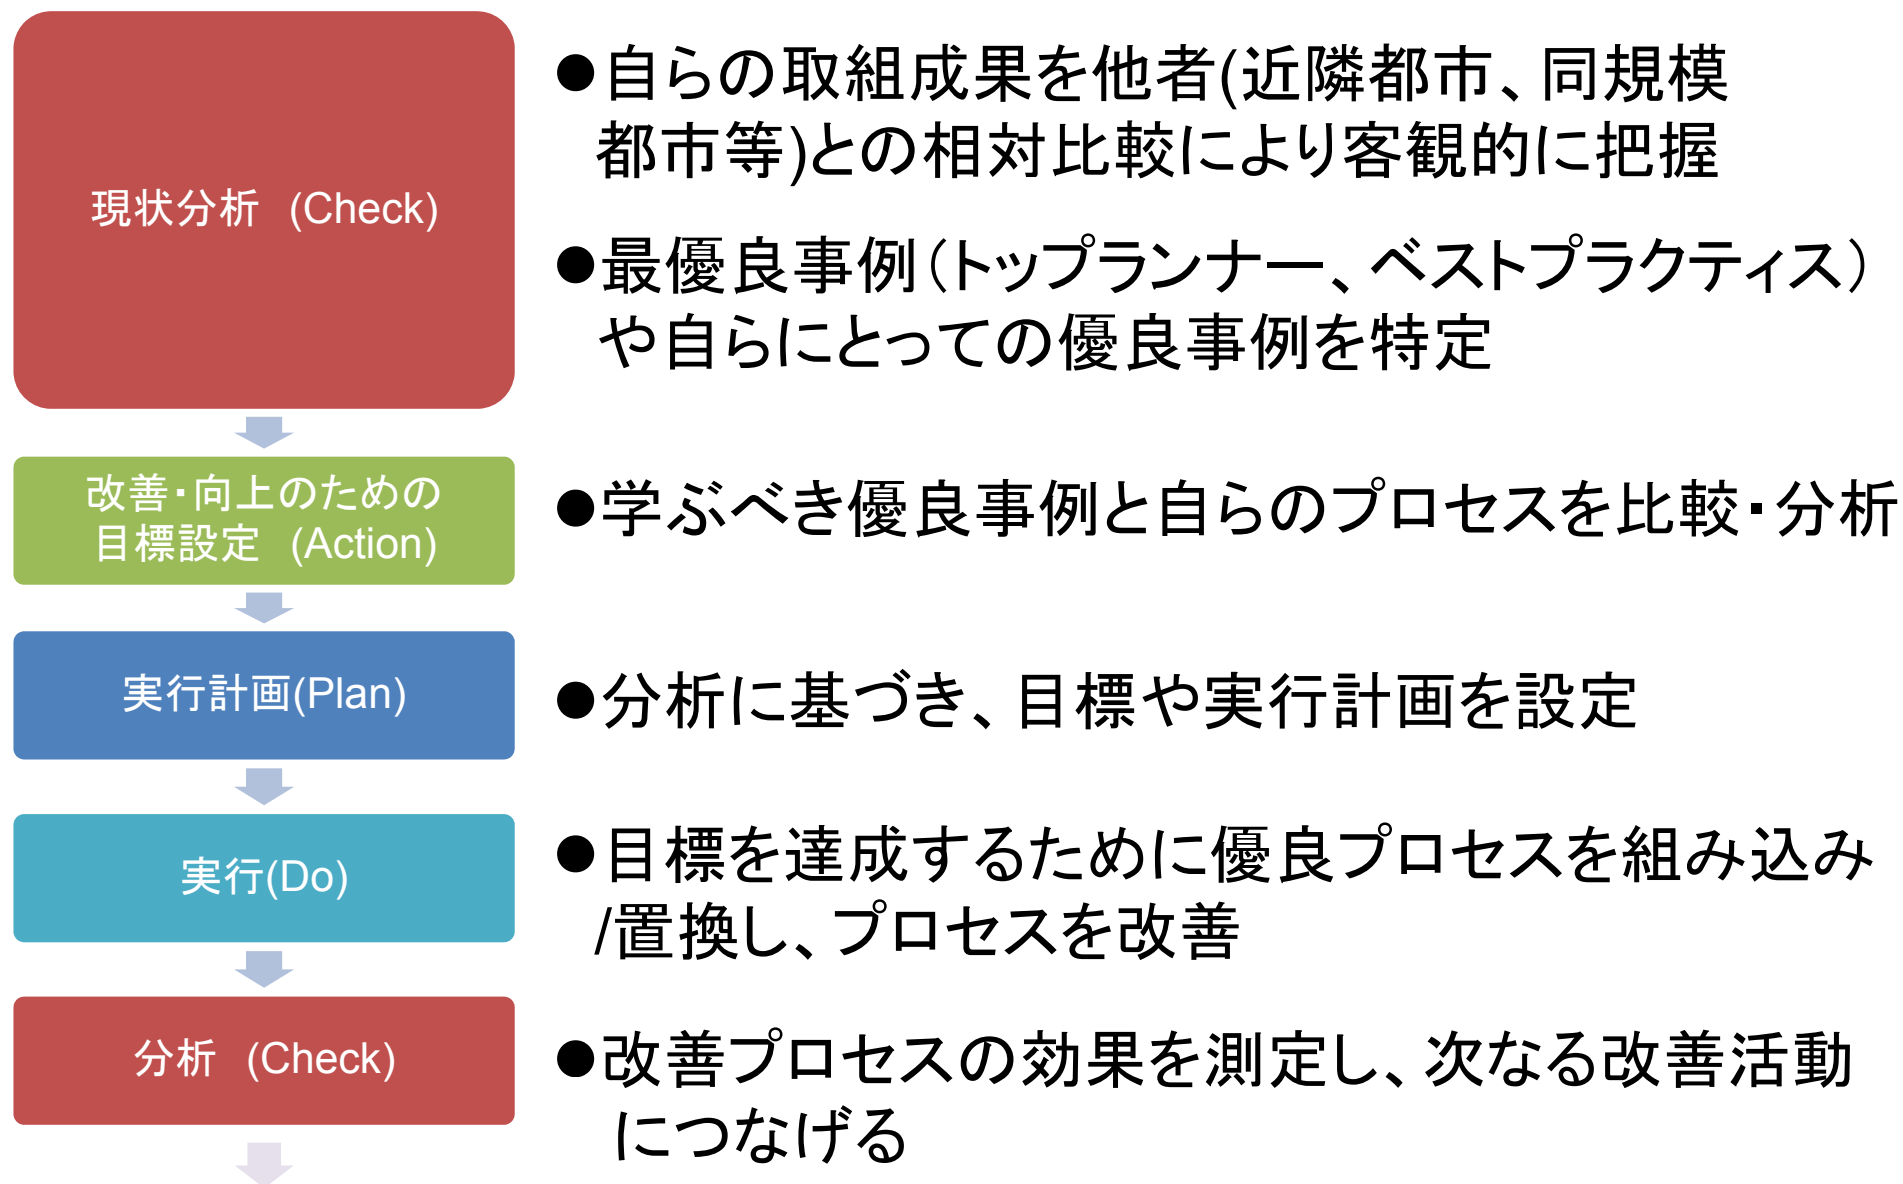 現状分析 (Check)
●自らの取組成果を他者(近隣都市、同規模
都市等)との相対比較により客観的に把握
●最優良事例（トップランナー、ベストプラクティス）
や自らにとっての優良事例を特定
改善・向上のための
目標設定 (Action)
●学ぶべき優良事例と自らのプロセスを比較・分析
実行計画(Plan)
●分析に基づき、目標や実行計画を設定
実行(Do)
●目標を達成するために優良プロセスを組み込み
/置換し、プロセスを改善
分析 (Check)
●改善プロセスの効果を測定し、次なる改善活動
につなげる